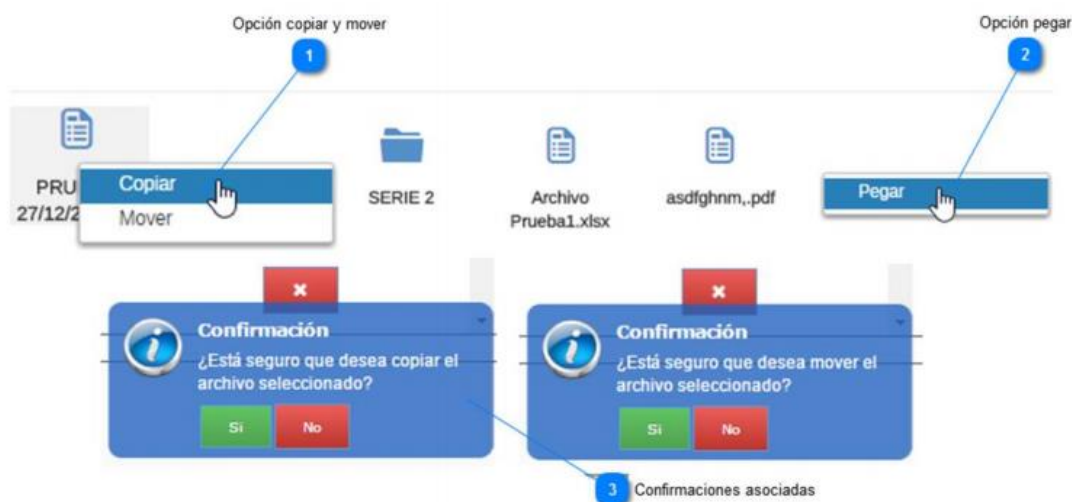 Opción copiar y mover
1
Opción pegar
2
PRU
27/12/2
Copiar
Mover
SERIE 2
Archivo
Prueba1.xlsx
asdfghnm,.pdf
Pegar
Confirmación
¿Está seguro que desea copiar el
archivo seleccionado?
Si
No
Confirmación
¿Está seguro que desea mover el
archivo seleccionado?
Si
No
3
Confirmaciones asociadas